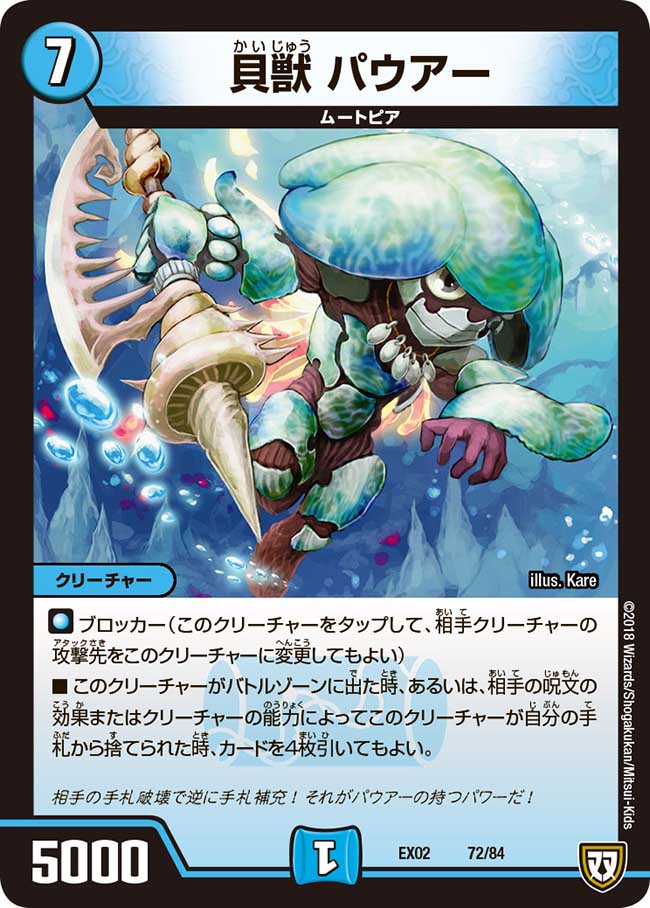 7
かいじゅう
貝獣 パウアー
ムートピア
クリーチャー
illus. Kare
ブロッカー(このクリーチャーをタップして、相手クリーチャーの
攻撃先をこのクリーチャーに変更してもよい)
■ このクリーチャーがバトルゾーンに出た時、あるいは、相手の呪文の
効果またはクリーチャーの能力によってこのクリーチャーが自分の手
札から捨てられた時、カードを4枚引いてもよい。
相手の手札破壊で逆に手札補充!それがパウアーの持つパワーだ!
©2018 Wizards/Shogakukan/Mitsui-Kids
5000
1
EX02 72/84